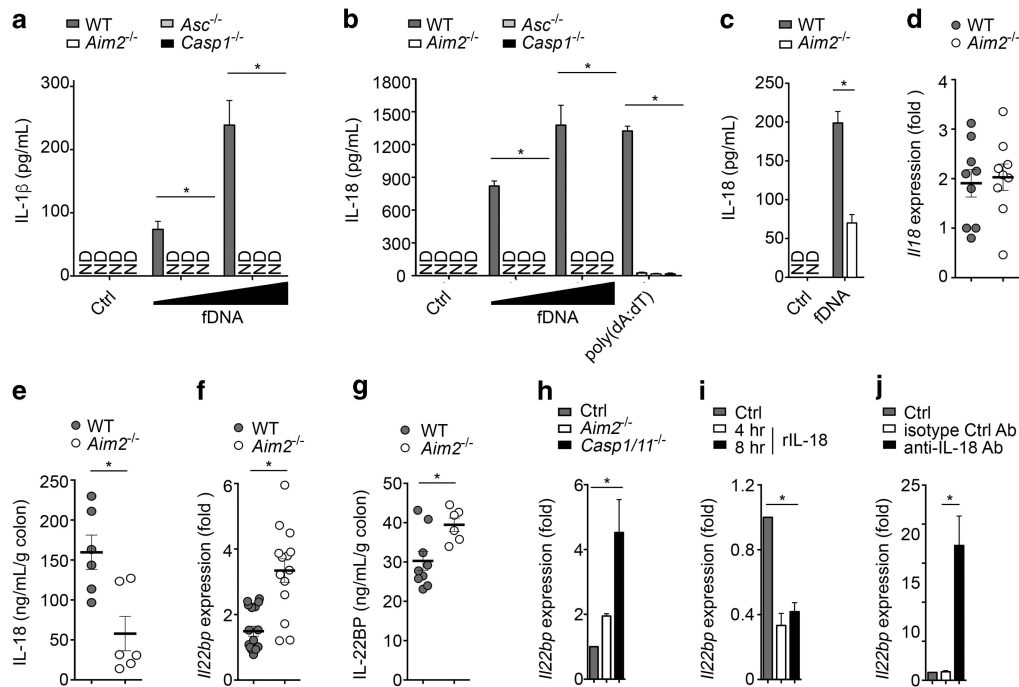 a
WT
Aim2-/-
Asc-/-
Casp1-/-
IL-1β (pg/mL)
300
200
100
0
*
*
ND ND ND ND
ND ND ND
ND ND ND
Ctrl
fDNA
b
WT
Aim2-/-
Asc-/-
Casp1-/-
IL-18 (pg/mL)
1800
1500
1200
900
600
300
0
*
*
*
ND ND ND ND
ND ND ND
ND ND ND
Ctrl
fDNA
poly(dA:dT)
c
WT
Aim2-/-
IL-18 (pg/mL)
250
200
150
100
50
0
*
ND ND
Ctrl
fDNA
d
WT
Aim2-/-
Il18 expression (fold )
4
3
2
1
0
e
WT
Aim2-/-
*
IL-18 (ng/mL/g colon)
250
200
150
100
50
0
f
WT
Aim2-/-
*
Il22bp expression (fold )
6
4
2
0
g
WT
Aim2-/-
*
IL-22BP (ng/mL/g colon)
50
40
30
20
10
0
h
Ctrl
Aim2-/-
Casp1/11-/-
*
Il22bp expression (fold)
6
4
2
0
i
Ctrl
4 hr
8 hr
rIL-18
*
Il22bp expression (fold)
1.2
0.8
0.4
0
j
Ctrl
isotype Ctrl Ab
anti-IL-18 Ab
*
Il22bp expression (fold)
25
20
15
10
5
0